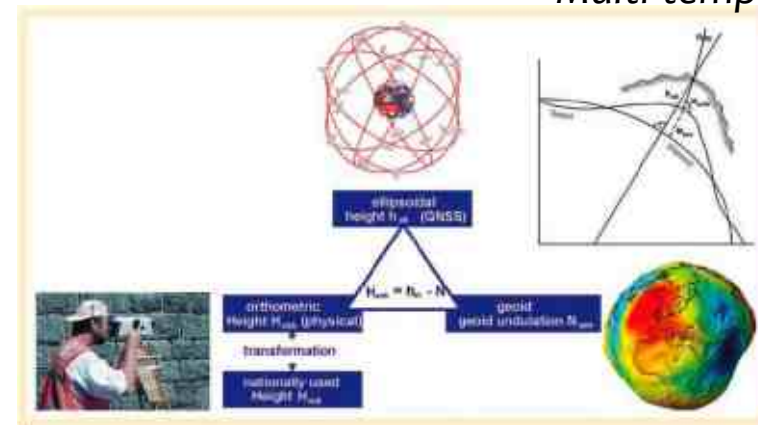 Multi-temp
ellipsoidal
height h (GNSS)
orthometric
Height H (physical)
geoid
geoid undulation N
transformation
nationally used
Height H